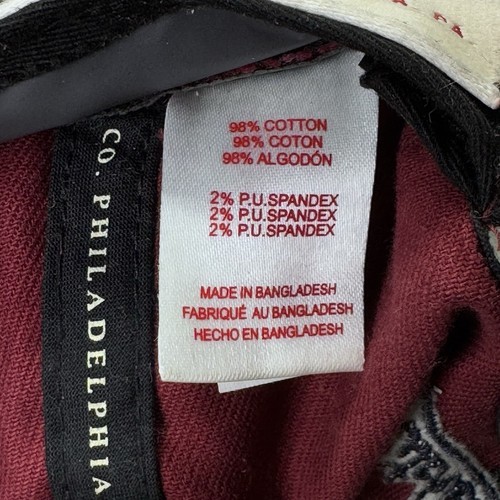 98% COTTON
98% COTON
98% ALGODÓN
2% P.U.SPANDEX
2% P.U.SPANDEX
2% P.U.SPANDEX
MADE IN BANGLADESH
FABRIQUÉ AU BANGLADESH
HECHO EN BANGLADESH
CO. PHILADELPHIA